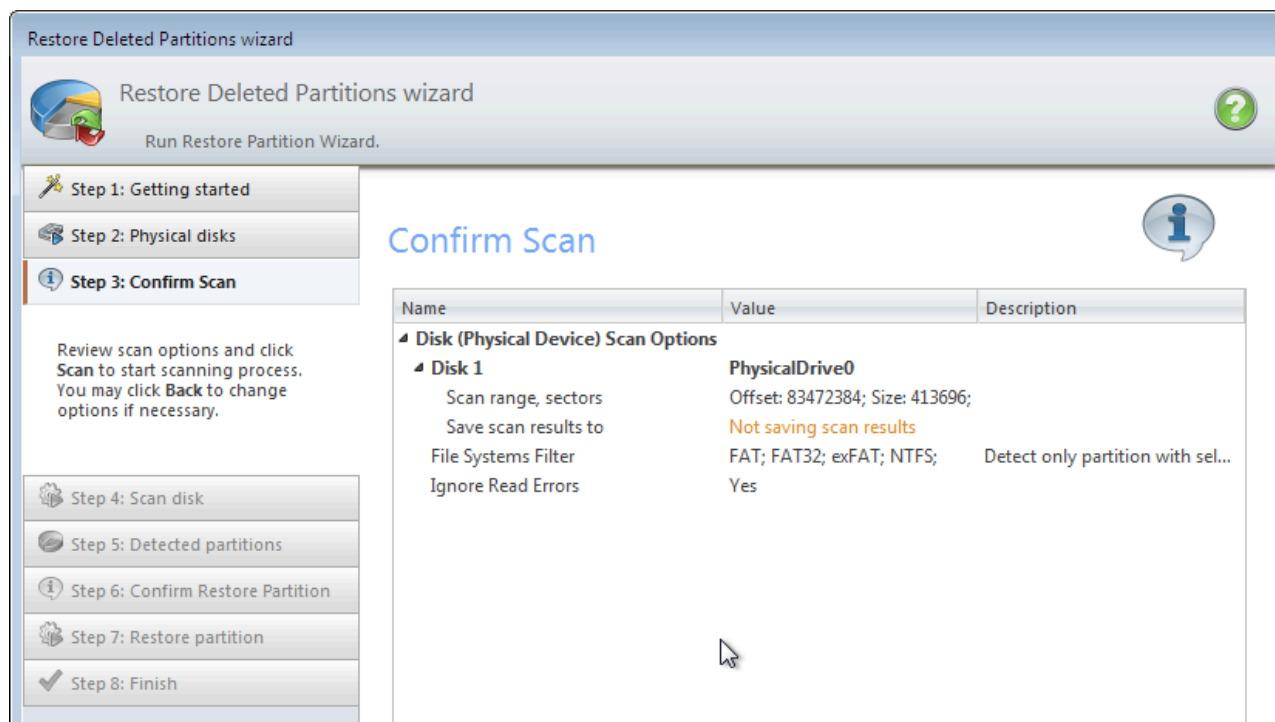 Restore Deleted Partitions wizard
Restore Deleted Partitions wizard
Run Restore Partition Wizard.
Step 1: Getting started
Step 2: Physical disks
Step 3: Confirm Scan
Review scan options and click
Scan to start scanning process.
You may click Back to change
options if necessary.
Step 4: Scan disk
Step 5: Detected partitions
Step 6: Confirm Restore Partition
Step 7: Restore partition
Step 8: Finish
Confirm Scan
Name Value Description
Disk (Physical Device) Scan Options
Disk 1 PhysicalDrive0
Scan range, sectors Offset: 83472384; Size: 413696;
Save scan results to Not saving scan results
File Systems Filter FAT; FAT32; exFAT; NTFS; Detect only partition with sel...
Ignore Read Errors Yes